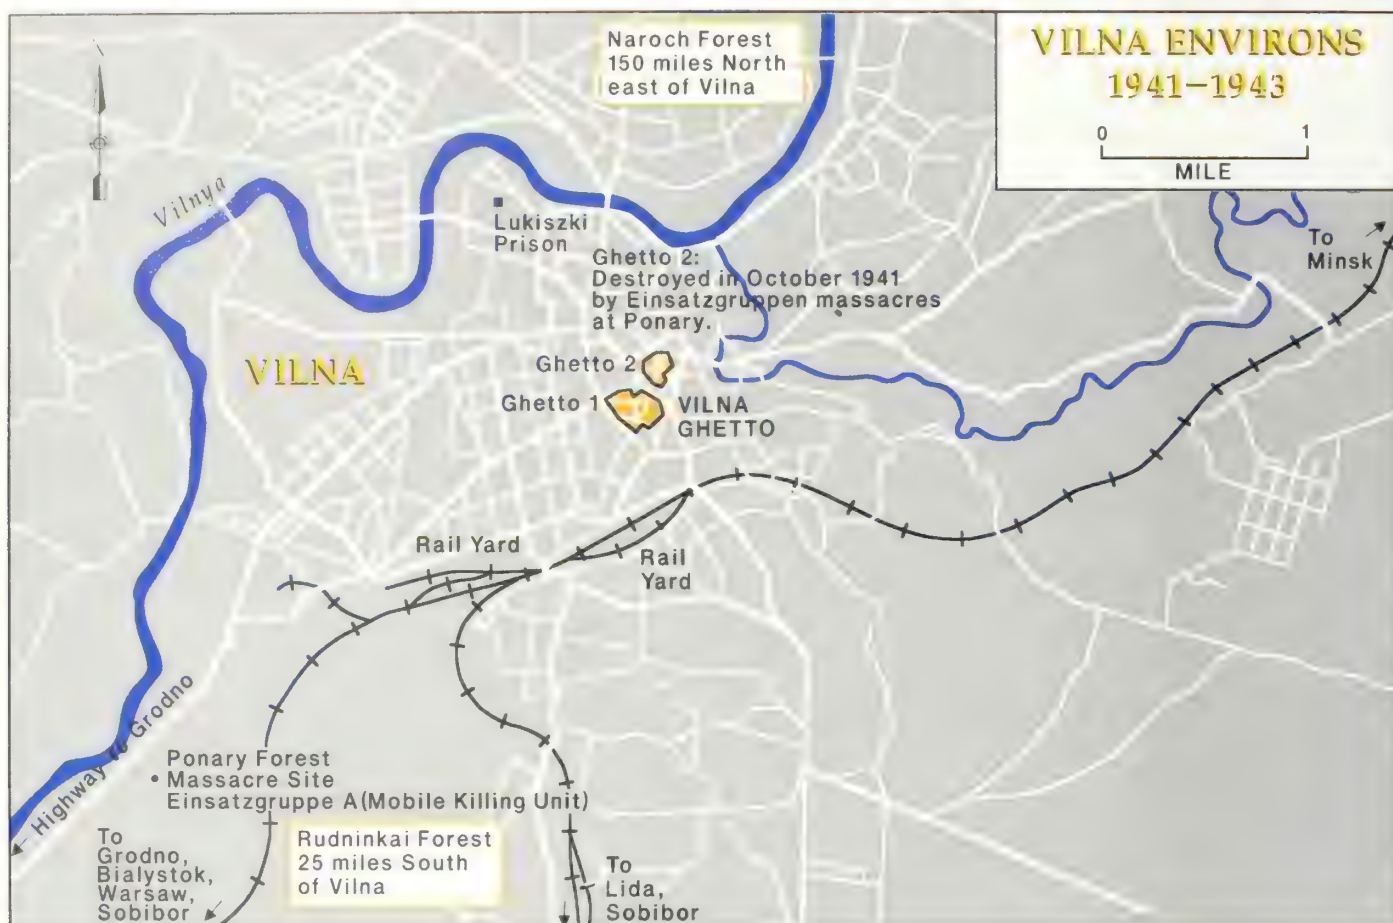 VILNA ENVIRONS
1941–1943
0 1
MILE
Naroch Forest
150 miles North
east of Vilna
Vilnya
Lukiszki
Prison
Ghetto 2:
Destroyed in October 1941
by Einsatzgruppen massacres
at Ponary.
To
Minsk
VILNA
Ghetto 2
Ghetto 1
VILNA
GHETTO
Rail Yard
Rail
Yard
Highway to Grodno
Ponary Forest
Massacre Site
Einsatzgruppe A (Mobile Killing Unit)
To
Grodno,
Bialystok,
Warsaw,
Sobibor
Rudninkai Forest
25 miles South
of Vilna
To
Lida,
Sobibor